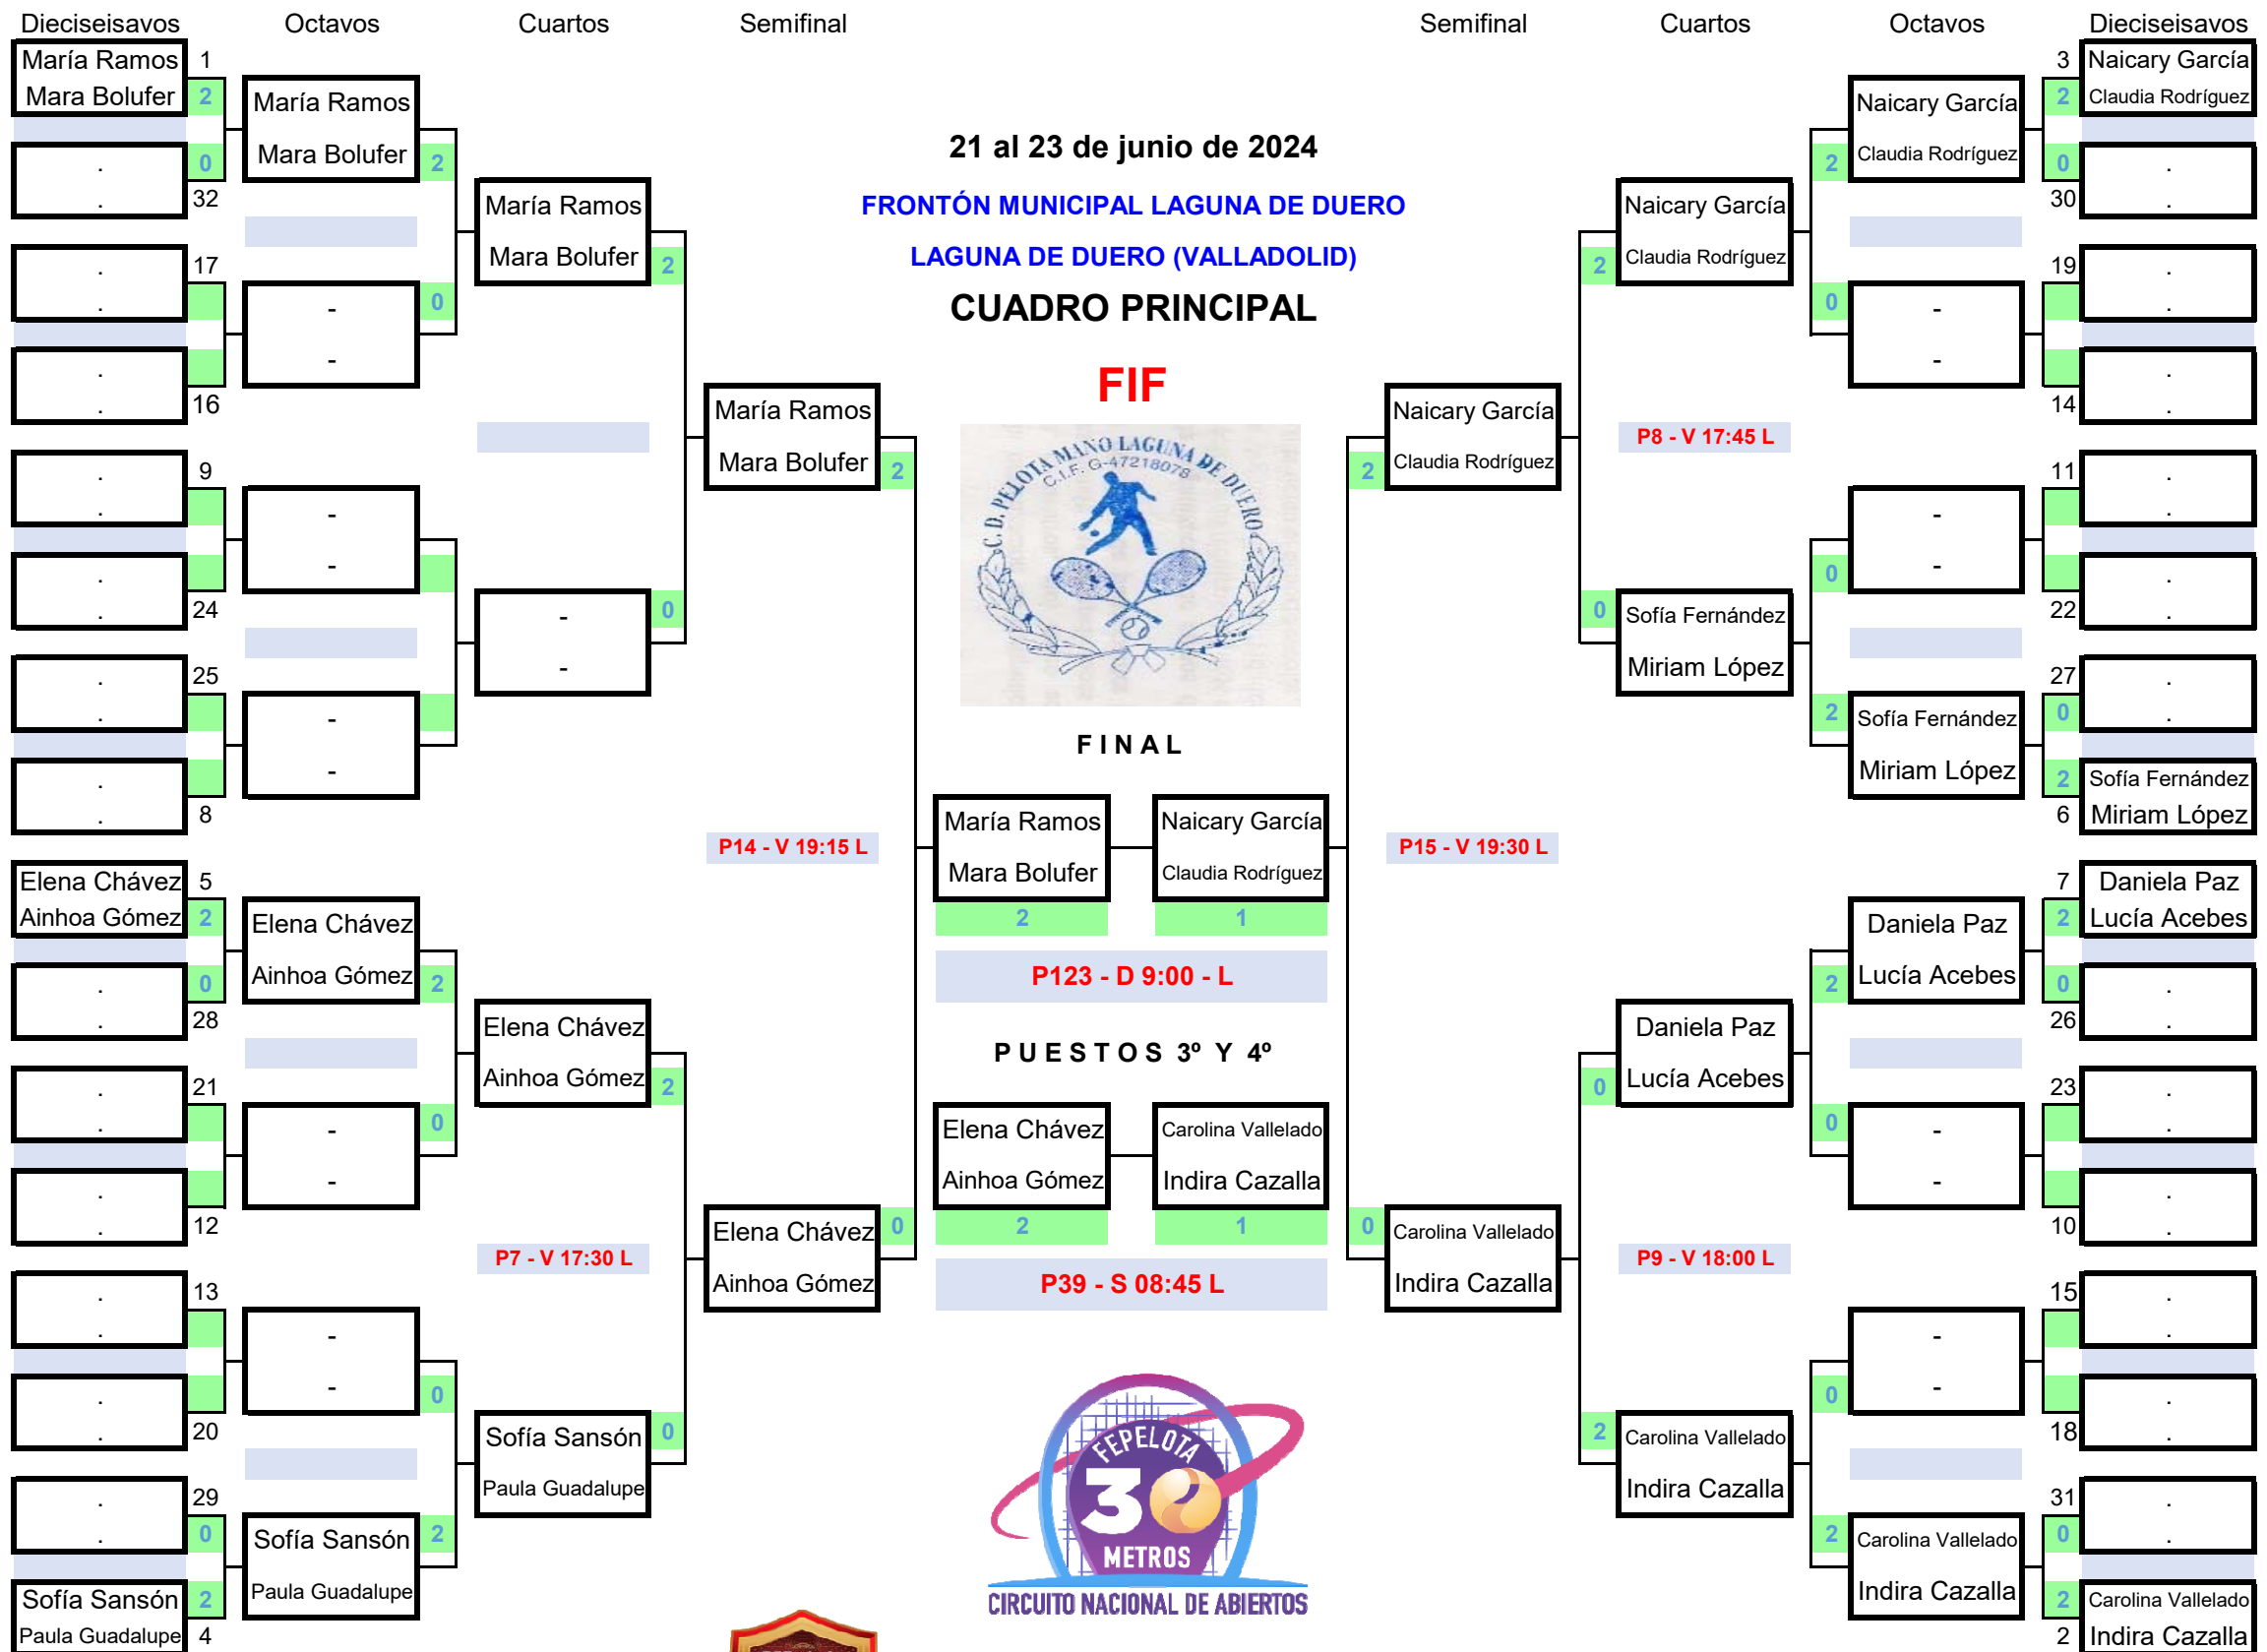 Dieciseisavos Octavos Cuartos Semifinal Semifinal Cuartos Octavos Dieciseisavos
María Ramos 1
Mara Bolufer 2
. 0
. 32
. 17
.
.
. 16
. 9
.
.
. 24
. 25
.
.
. 8
Elena Chávez 5
Ainhoa Gómez 2
. 0
. 28
. 21
.
.
. 12
. 13
.
.
. 20
. 29
. 0
Sofía Sansón 2
Paula Guadalupe 4
María Ramos
Mara Bolufer 2
- 0
-
-
-
-
-
Elena Chávez
Ainhoa Gómez 2
- 0
-
-
- 0
Sofía Sansón 2
Paula Guadalupe
María Ramos
Mara Bolufer 2
- 0
-
Elena Chávez
Ainhoa Gómez 2
P7 - V 17:30 L
Sofía Sansón 0
Paula Guadalupe
María Ramos
Mara Bolufer 2
P14 - V 19:15 L
Elena Chávez 0
Ainhoa Gómez
21 al 23 de junio de 2024
FRONTÓN MUNICIPAL LAGUNA DE DUERO
LAGUNA DE DUERO (VALLADOLID)
CUADRO PRINCIPAL
FIF
C. D. PELOTA MANO LAGUNA DE DUERO
C.I.F. G-47218078
F I N A L
María Ramos Naicary García
Mara Bolufer Claudia Rodríguez
2 1
P123 - D 9:00 - L
P U E S T O S 3º Y 4º
Elena Chávez Carolina Vallelado
Ainhoa Gómez Indira Cazalla
2 1
P39 - S 08:45 L
FEPELOTA
30
METROS
CIRCUITO NACIONAL DE ABIERTOS
Naicary García
2 Claudia Rodríguez
P15 - V 19:30 L
0 Carolina Vallelado
Indira Cazalla
Naicary García
2 Claudia Rodríguez
P8 - V 17:45 L
0 Sofía Fernández
Miriam López
Daniela Paz
0 Lucía Acebes
P9 - V 18:00 L
2 Carolina Vallelado
Indira Cazalla
Naicary García
2 Claudia Rodríguez
0 -
-
-
0 -
2 Sofía Fernández
Miriam López
Daniela Paz
2 Lucía Acebes
0 -
-
-
0 -
2 Carolina Vallelado
Indira Cazalla
3 Naicary García
2 Claudia Rodríguez
0 .
30 .
19 .
.
.
14 .
11 .
.
.
22 .
27 .
0 .
2 Sofía Fernández
6 Miriam López
7 Daniela Paz
2 Lucía Acebes
0 .
26 .
23 .
.
.
10 .
15 .
.
.
18 .
31 .
0 .
2 Carolina Vallelado
2 Indira Cazalla